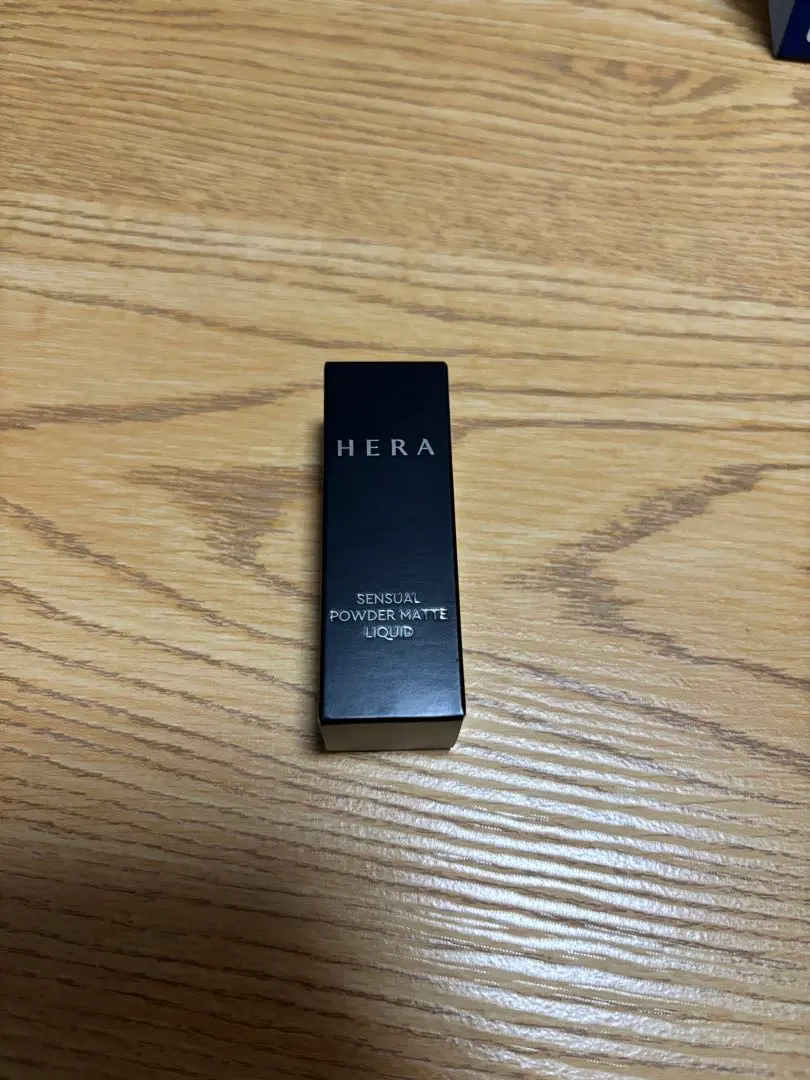 HERA
SENSUAL
POWDER MATTE
LIQUID